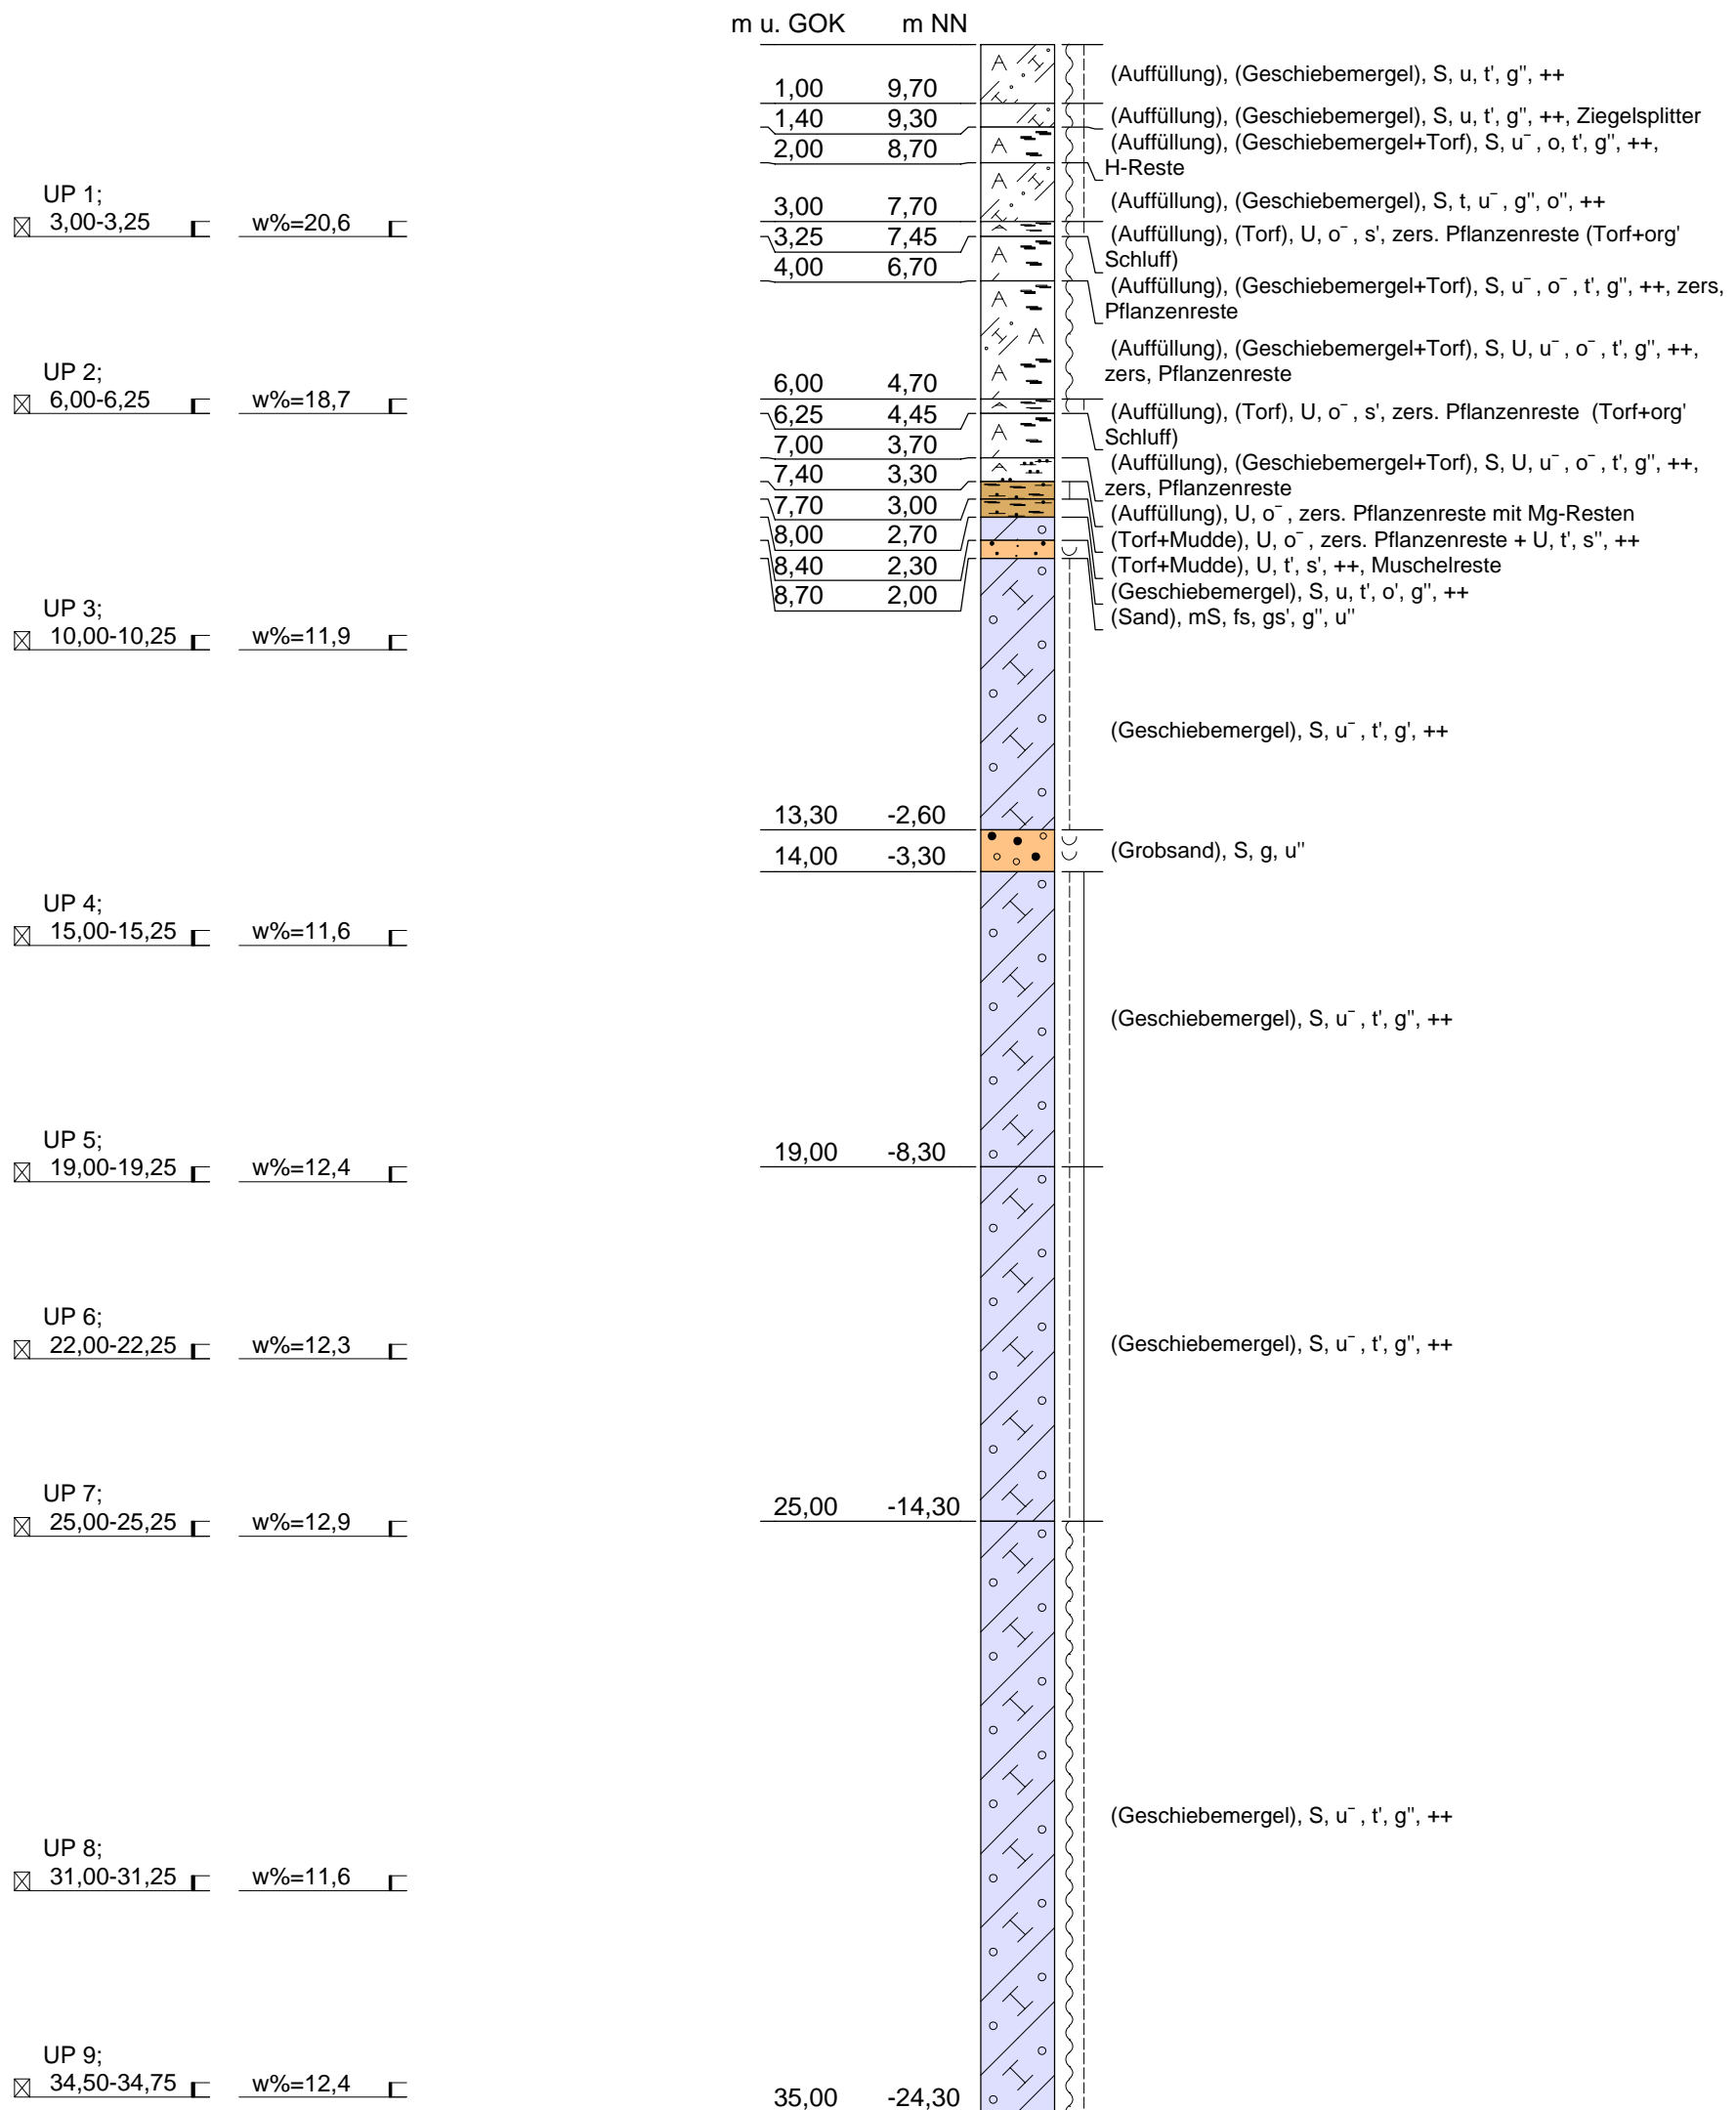 m u. GOK m NN
(Auffüllung), (Geschiebemergel), S, u, t', g'', ++
1,00 9,70
(Auffüllung), (Geschiebemergel), S, u, t', g'', ++, Ziegelsplitter
1,40 9,30
(Auffüllung), (Geschiebemergel+Torf), S, u¯, o, t', g'', ++,
H-Reste
2,00 8,70
UP 1;
3,00-3,25 w%=20,6
(Auffüllung), (Geschiebemergel), S, t, u¯, g'', o'', ++
3,00 7,70
(Auffüllung), (Torf), U, o¯, s', zers. Pflanzenreste (Torf+org'
Schluff)
3,25 7,45
4,00 6,70
(Auffüllung), (Geschiebemergel+Torf), S, u¯, o¯, t', g'', ++, zers,
Pflanzenreste
(Auffüllung), (Geschiebemergel+Torf), S, U, u¯, o¯, t', g'', ++,
zers, Pflanzenreste
UP 2;
6,00-6,25 w%=18,7
6,00 4,70
(Auffüllung), (Torf), U, o¯, s', zers. Pflanzenreste (Torf+org'
Schluff)
6,25 4,45
7,00 3,70
(Auffüllung), (Geschiebemergel+Torf), S, U, u¯, o¯, t', g'', ++,
zers, Pflanzenreste
7,40 3,30
(Auffüllung), U, o¯, zers. Pflanzenreste mit Mg-Resten
7,70 3,00
(Torf+Mudde), U, o¯, zers. Pflanzenreste + U, t', s'', ++
8,00 2,70
(Torf+Mudde), U, t', s', ++, Muschelreste
8,40 2,30
(Geschiebemergel), S, u, t', o', g'', ++
8,70 2,00
(Sand), mS, fs, gs', g'', u''
UP 3;
10,00-10,25 w%=11,9
(Geschiebemergel), S, u¯, t', g', ++
13,30 -2,60
(Grobsand), S, g, u''
14,00 -3,30
UP 4;
15,00-15,25 w%=11,6
(Geschiebemergel), S, u¯, t', g'', ++
UP 5;
19,00-19,25 w%=12,4
19,00 -8,30
UP 6;
22,00-22,25 w%=12,3
(Geschiebemergel), S, u¯, t', g'', ++
UP 7;
25,00-25,25 w%=12,9
25,00 -14,30
(Geschiebemergel), S, u¯, t', g'', ++
UP 8;
31,00-31,25 w%=11,6
UP 9;
34,50-34,75 w%=12,4
35,00 -24,30